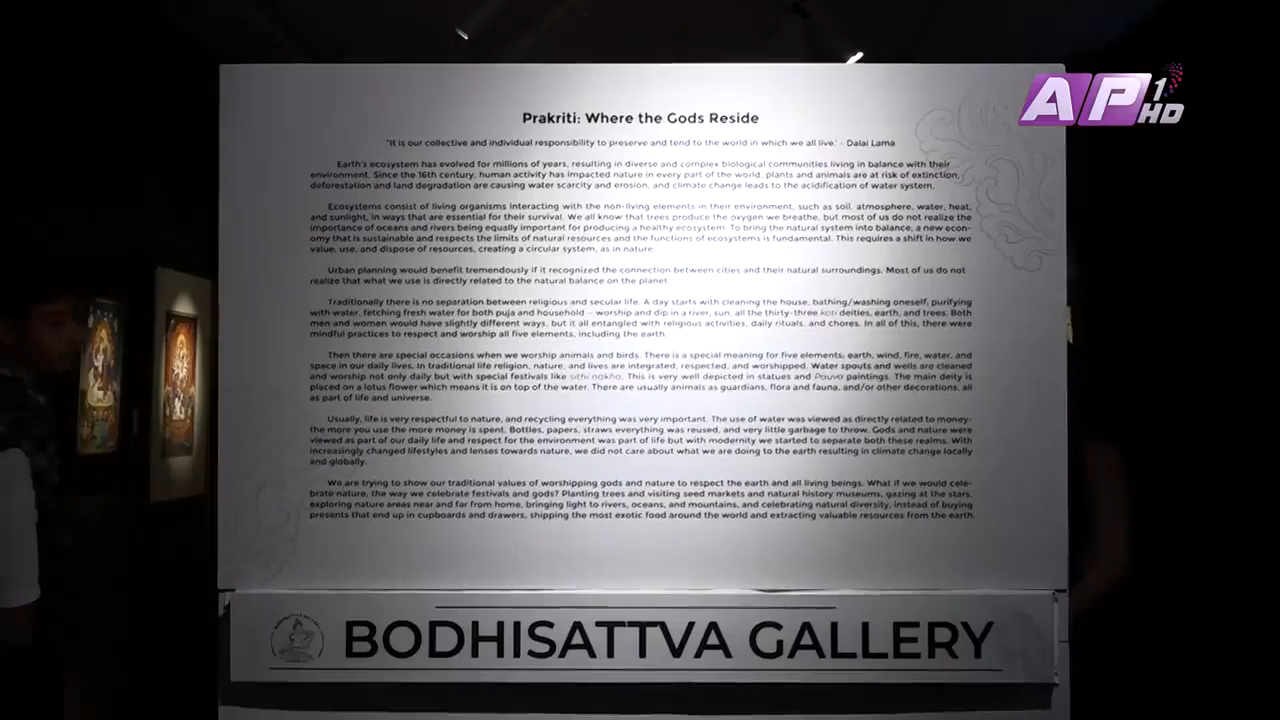 AP1 HD
Prakriti: Where the Gods Reside
"It is our collective and individual responsibility to preserve and tend to the world in which we all live." - Dalai Lama
Earth's ecosystem has evolved for millions of years, resulting in diverse and complex biological communities living in balance with their
environment. Since the 16th century, human activity has impacted nature in every part of the world, plants and animals are at risk of extinction,
deforestation and land degradation are causing water scarcity and erosion, and climate change leads to the acidification of water system.
Ecosystems consist of living organisms interacting with the non-living elements in their environment, such as soil, atmosphere, water, heat,
and sunlight, in ways that are essential for their survival. We all know that trees produce the oxygen we breathe, but most of us do not realize the
importance of oceans and rivers being equally important for producing a healthy ecosystem. To bring the natural system into balance, a new econ-
omy that is sustainable and respects the limits of natural resources and the functions of ecosystems is fundamental. This requires a shift in how we
value, use, and dispose of resources, creating a circular system, as in nature.
Urban planning would benefit tremendously if it recognized the connection between cities and their natural surroundings. Most of us do not
realize that what we use is directly related to the natural balance on the planet.
Traditionally there is no separation between religious and secular life. A day starts with cleaning the house, bathing/washing oneself; purifying
with water, fetching fresh water for both puja and household – worship and dip in a river, sun, all the thirty-three koti deities, earth, and trees. Both
men and women would have slightly different ways, but it all entangled with religious activities, daily rituals, and chores. In all of this, there were
mindful practices to respect and worship all five elements, including the earth.
Then there are special occasions when we worship animals and birds. There is a special meaning for five elements; earth, wind, fire, water, and
space in our daily lives. In traditional life religion, nature, and lives are integrated, respected, and worshipped. Water spouts and wells are cleaned
and worship not only daily but with special festivals like sithi nakha. This is very well depicted in statues and Pauva paintings. The main deity is
placed on a lotus flower which means it is on top of the water. There are usually animals as guardians, flora and fauna, and/or other decorations, all
as part of life and universe.
Usually, life is very respectful to nature, and recycling everything was very important. The use of water was viewed as directly related to money-
the more you use the more money is spent. Bottles, papers, straws everything was reused, and very little garbage to throw. Gods and nature were
viewed as part of our daily life and respect for the environment was part of life but with modernity we started to separate both these realms. With
increasingly changed lifestyles and lenses towards nature, we did not care about what we are doing to the earth resulting in climate change locally
and globally.
We are trying to show our traditional values of worshipping gods and nature to respect the earth and all living beings. What if we would cele-
brate nature, the way we celebrate festivals and gods? Planting trees and visiting seed markets and natural history museums, gazing at the stars,
exploring nature areas near and far from home, bringing light to rivers, oceans, and mountains, and celebrating natural diversity, instead of buying
presents that end up in cupboards and drawers, shipping the most exotic food around the world and extracting valuable resources from the earth.
BODHISATTVA GALLERY